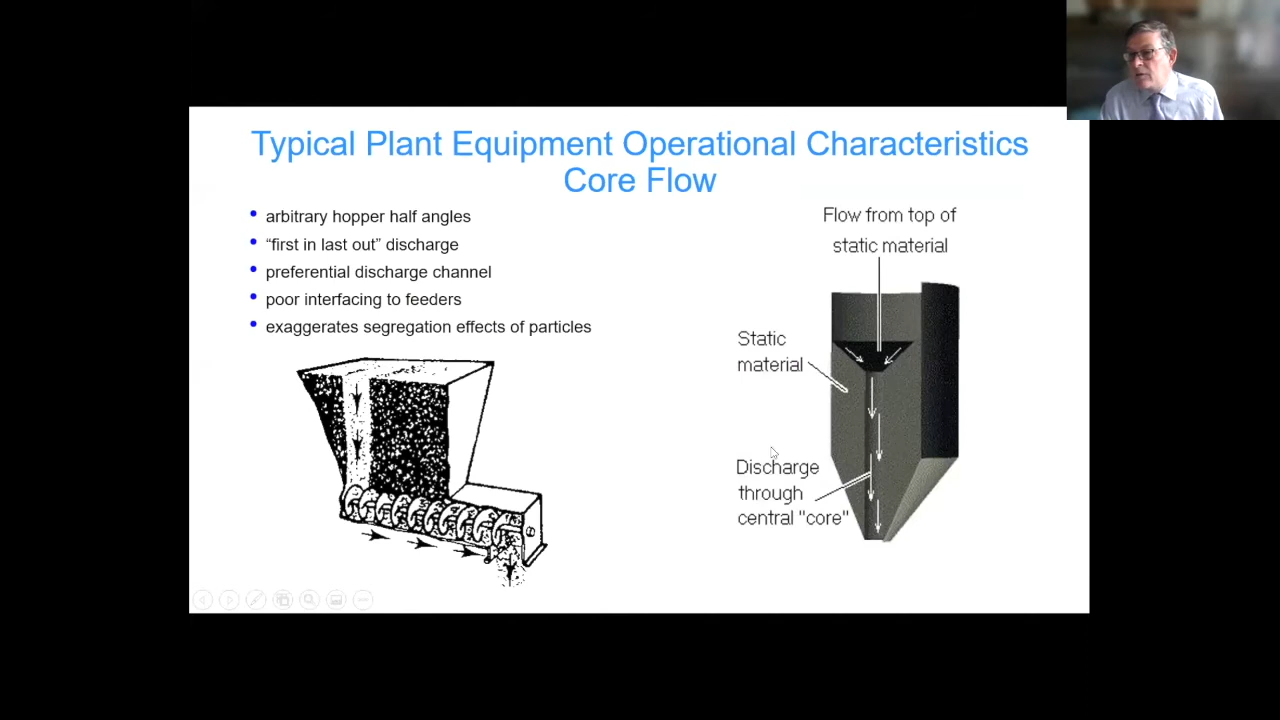 Typical Plant Equipment Operational Characteristics
Core Flow
• arbitrary hopper half angles
• “first in last out” discharge
• preferential discharge channel
• poor interfacing to feeders
• exaggerates segregation effects of particles
Flow from top of
static material
Static
material
Discharge
through
central "core"